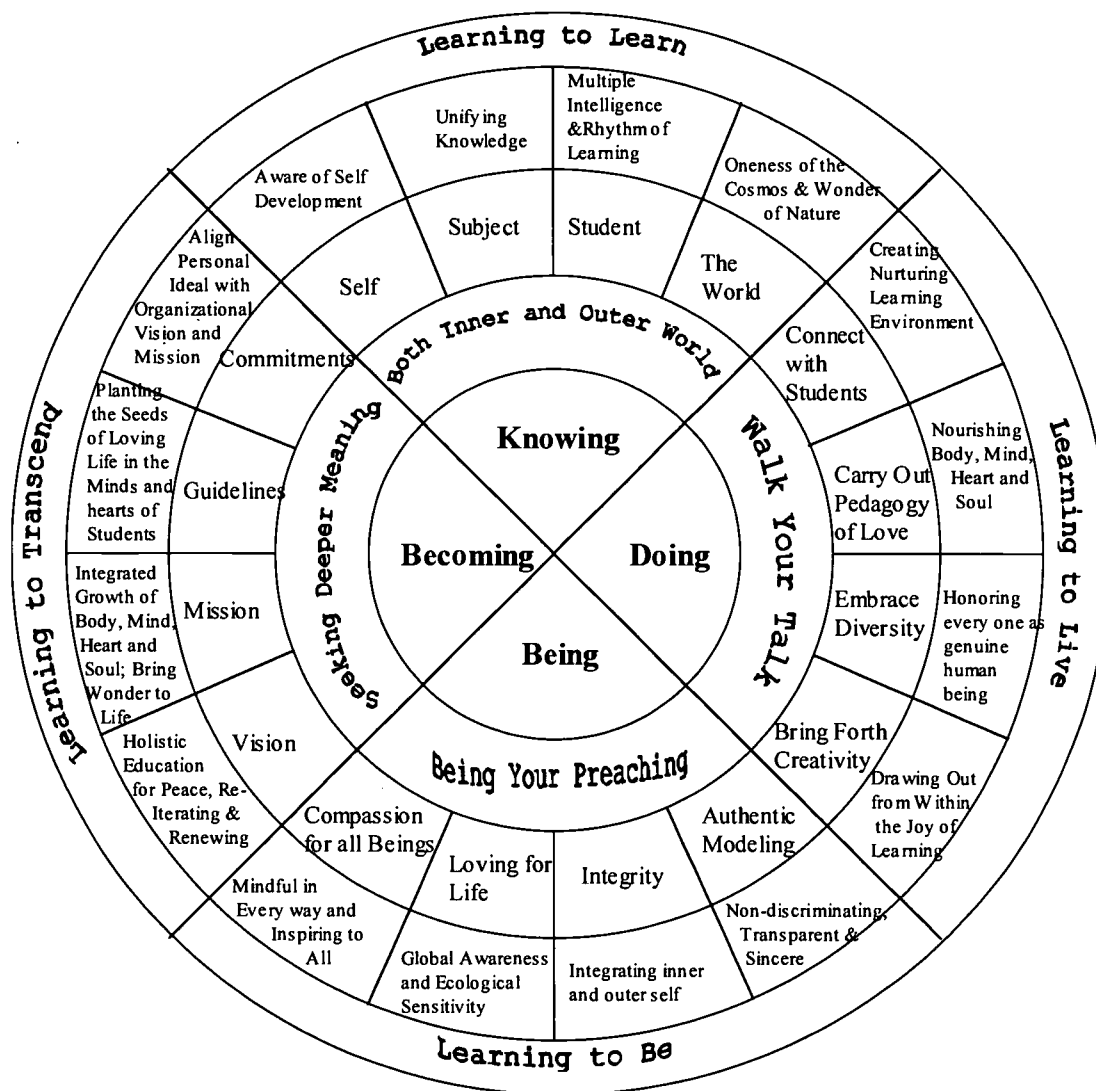 Learning to Learn
Multiple
Intelligence
&Rhythm of
Learning
Unifying
Knowledge
Oneness of the
Cosmos & Wonder
of Nature
Aware of Self
Development
Subject
Student
Self
The
World
Align
Personal
Ideal with
Organizational
Vision and
Mission
Creating
Nurturing
Learning
Environment
Both Inner and Outer World
Commitments
Connect
with
Students
Planting
the Seeds
of Loving
Life in the
Minds and
hearts of
Students
Guidelines
Knowing
Nourishing
Body, Mind,
Heart and
Soul
Carry Out
Pedagogy
of Love
Learning to Transcend
Seeking Deeper Meaning
Becoming
Doing
Walk Your Talk
Learning to Live
Integrated
Growth of
Body, Mind,
Heart and
Soul; Bring
Wonder to
Life
Mission
Being
Embrace
Diversity
Honoring
every one as
genuine
human
being
Holistic
Education
for Peace, Re-
Iterating &
Renewing
Vision
Being Your Preaching
Bring Forth
Creativity
Drawing Out
from Within
the Joy of
Learning
Compassion
for all Beings
Loving for
Life
Integrity
Authentic
Modeling
Mindful in
Every way and
Inspiring to
All
Global Awareness
and Ecological
Sensitivity
Integrating inner
and outer self
Non-discriminating,
Transparent &
Sincere
Learning to Be